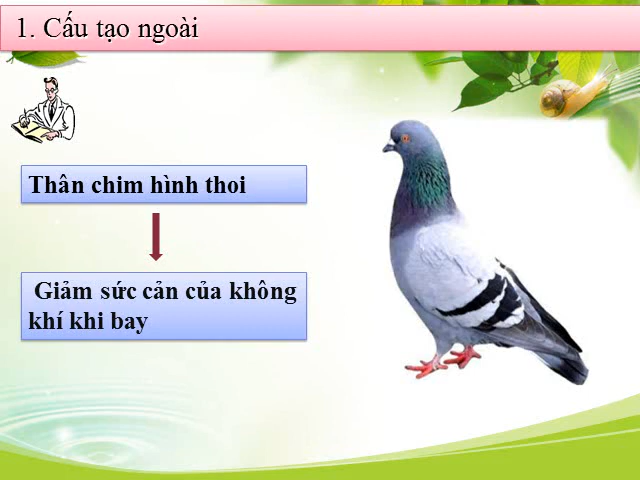 1. Cấu tạo ngoài
Thân chim hình thoi
Giảm sức cản của không
khí khi bay